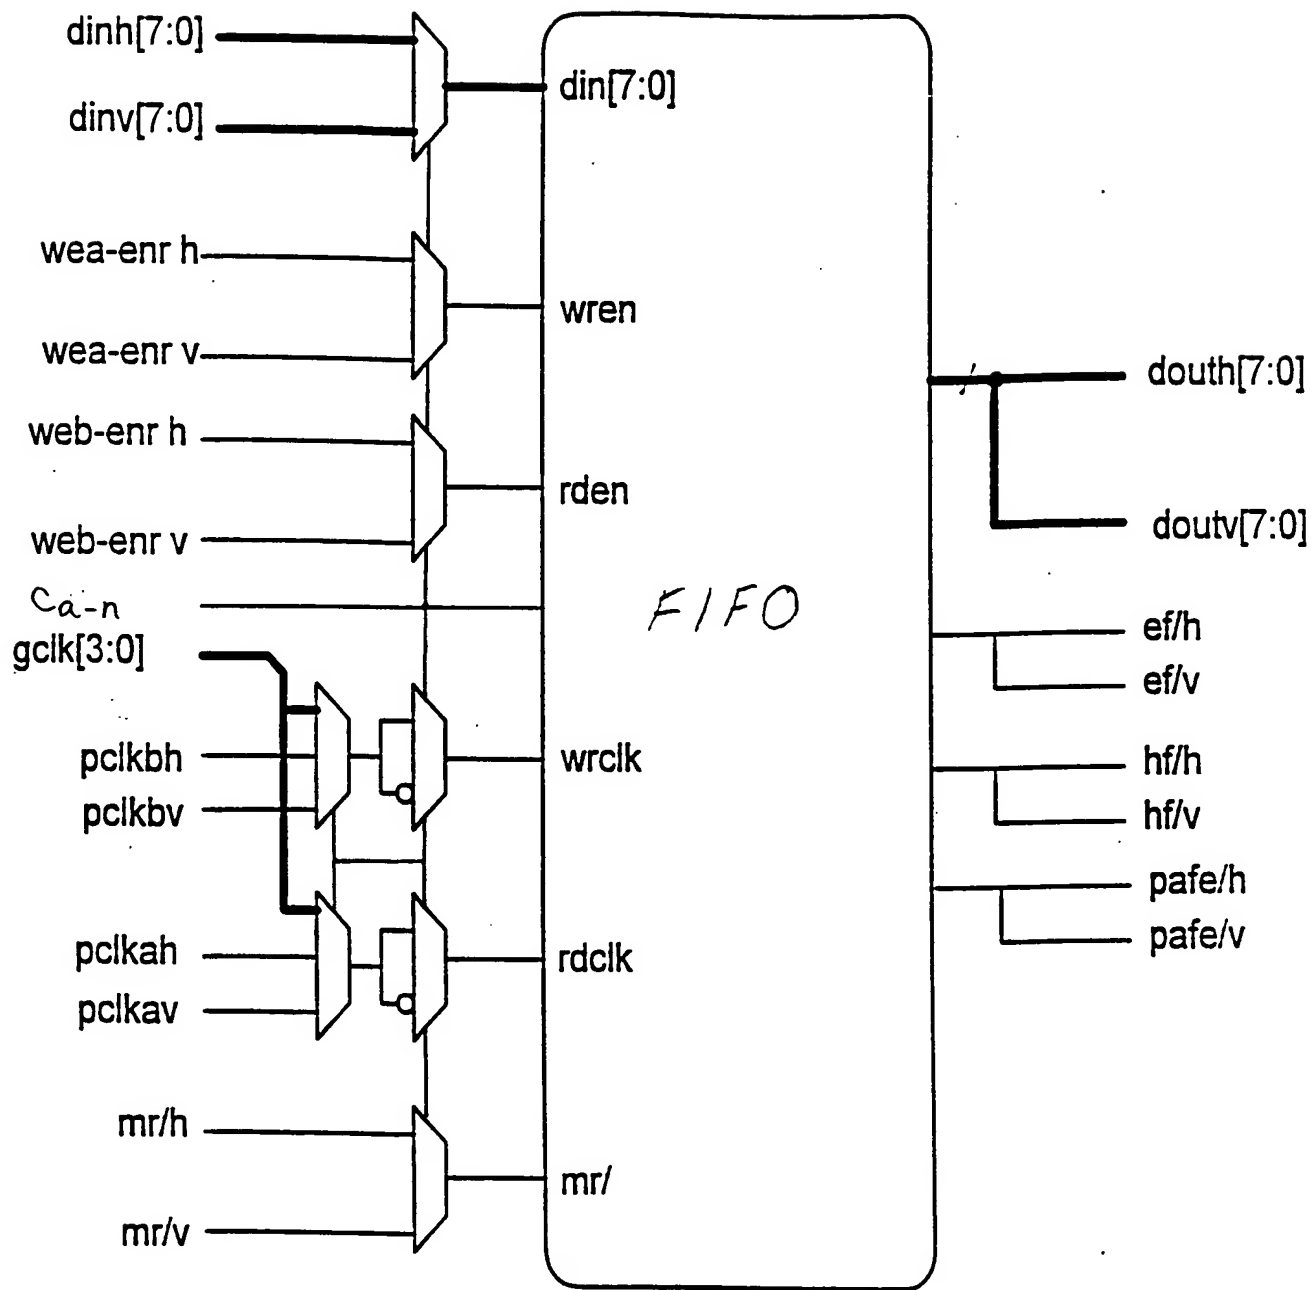 dinh[7:0]
dinv[7:0]
din[7:0]
wea-enr h
wren
wea-enr v
douth[7:0]
web-enr h
rden
web-enr v
doutv[7:0]
Ca-n
FIFO
gclk[3:0]
ef/h
ef/v
pclkbh
wrclk
hf/h
pclkbv
hf/v
pafe/h
pclkah
rdclk
pafe/v
pclkav
mr/h
mr/
mr/v